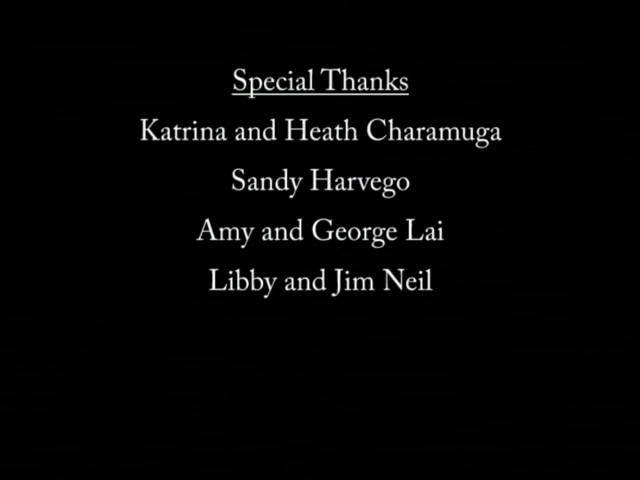 Special Thanks
Katrina and Heath Charamuga
Sandy Harvego
Amy and George Lai
Libby and Jim Neil